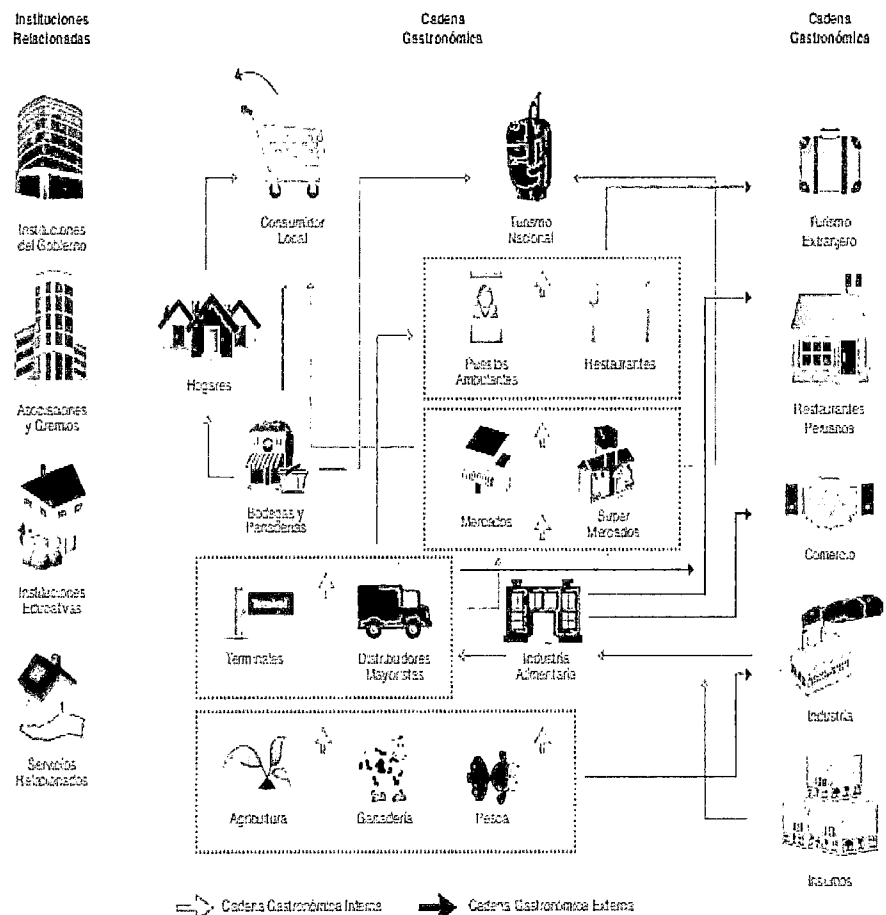 Instituciones
Relacionadas
Cadena
Gastronómica
Cadena
Gastronómica
Instituciones
del Gobierno
Asociaciones
y Gremios
Instituciones
Educativas
Servicios
Relacionados
Consumidor
Local
Turismo
Nacional
Hogares
Puestos
Ambulantes
Restaurantes
Bodegas y
Panaderías
Mercados
Super
Mercados
Terminales
Distribuidores
Mayoristas
Industria
Alimentaria
Agricultura
Ganadería
Pesca
Turismo
Extranjero
Restaurantes
Peruanos
Comercio
Industria
Insumos
Cadena Gastronómica Interna
Cadena Gastronómica Externa